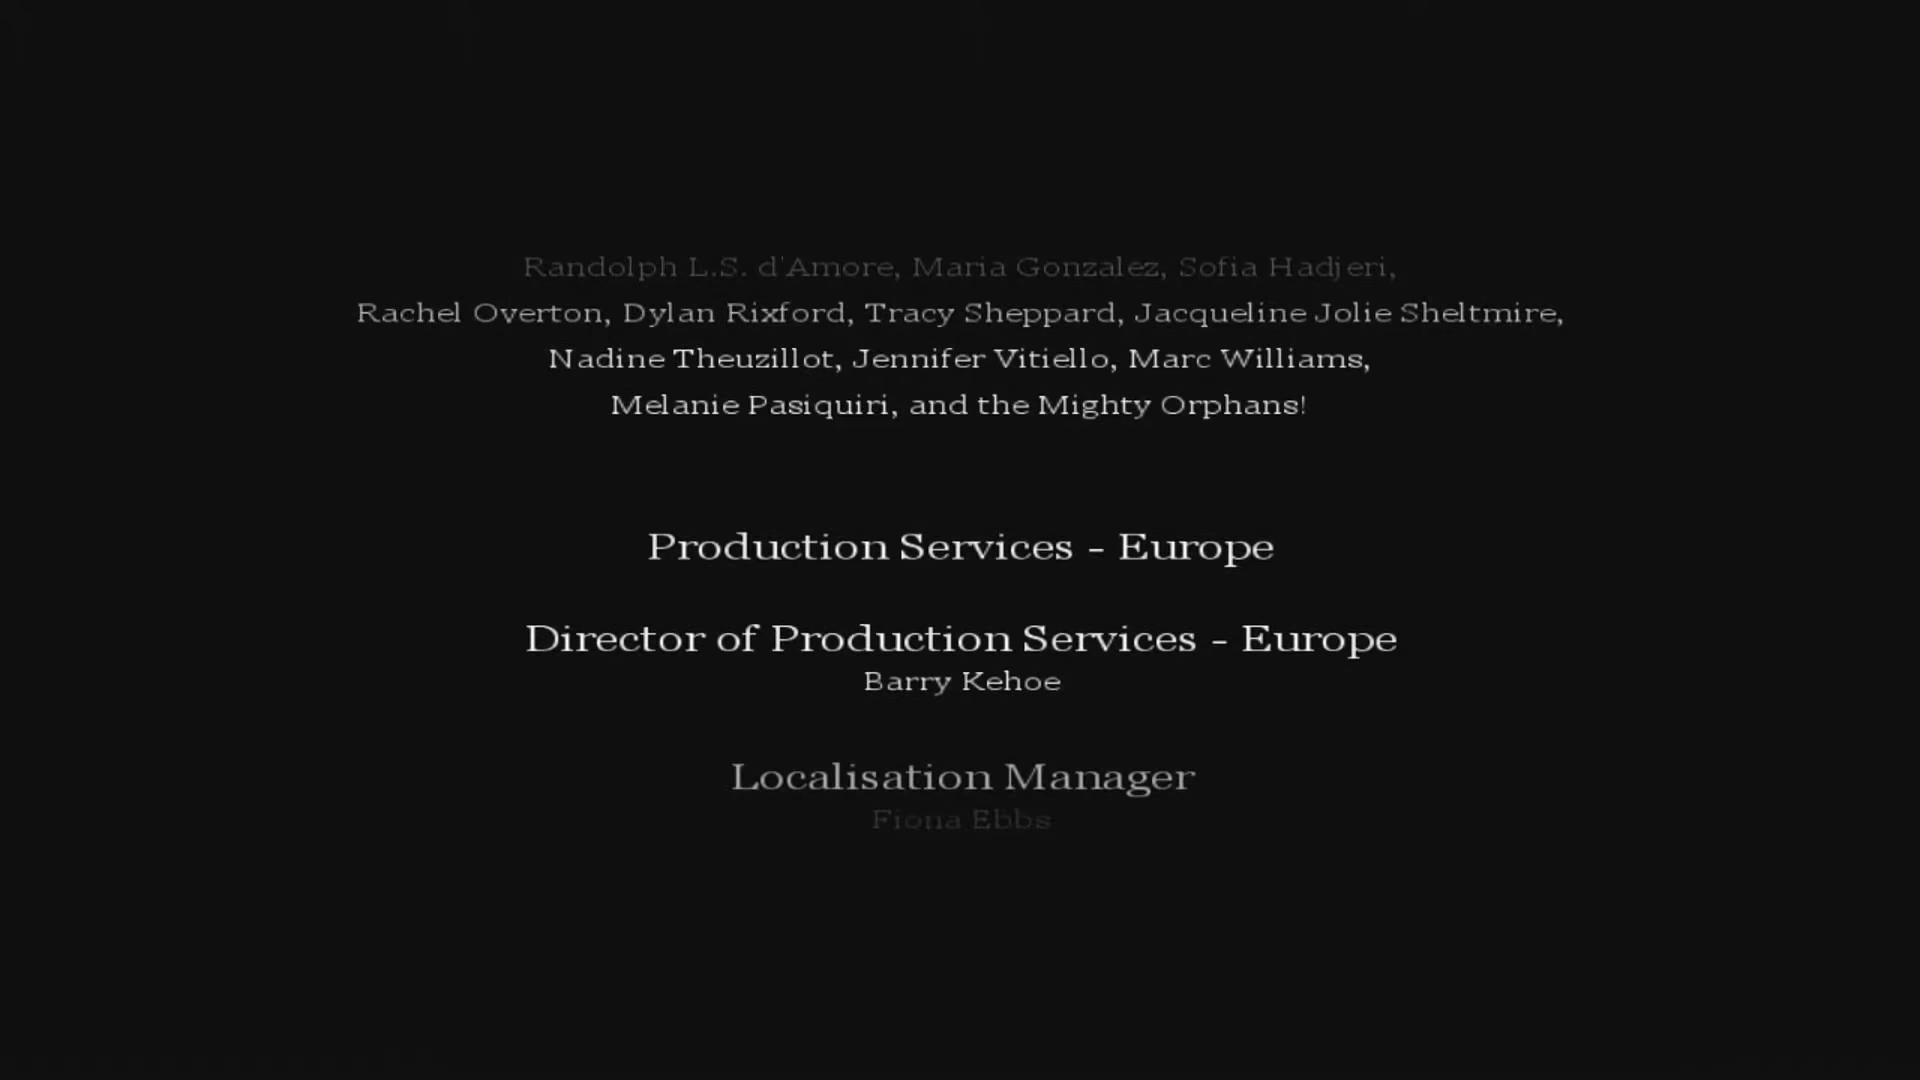 Randolph L.S. d'Amore, Maria Gonzalez, Sofia Hadjeri,
Rachel Overton, Dylan Rixford, Tracy Sheppard, Jacqueline Jolie Sheltmire,
Nadine Theuzillot, Jennifer Vitiello, Marc Williams,
Melanie Pasiquiri, and the Mighty Orphans!
Production Services - Europe
Director of Production Services - Europe
Barry Kehoe
Localisation Manager
Fiona Ebbs